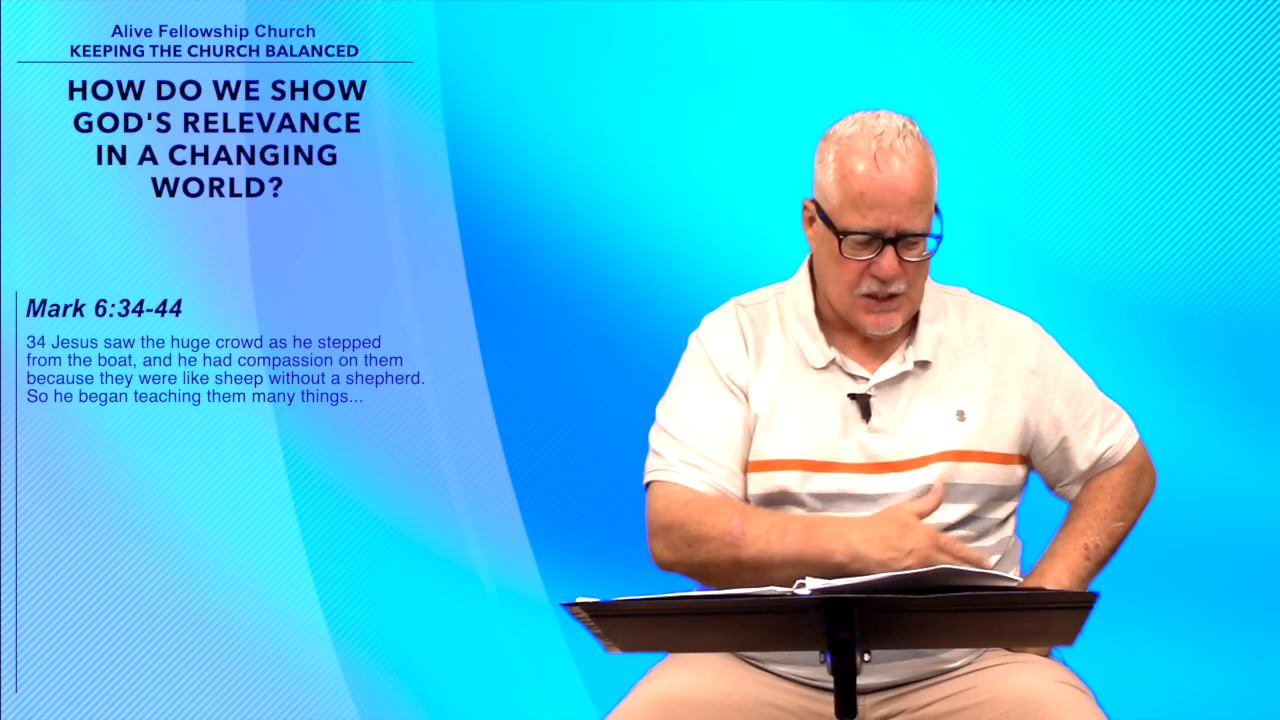 Alive Fellowship Church
KEEPING THE CHURCH BALANCED
HOW DO WE SHOW
GOD'S RELEVANCE
IN A CHANGING
WORLD?
Mark 6:34-44
34 Jesus saw the huge crowd as he stepped
from the boat, and he had compassion on them
because they were like sheep without a shepherd.
So he began teaching them many things...